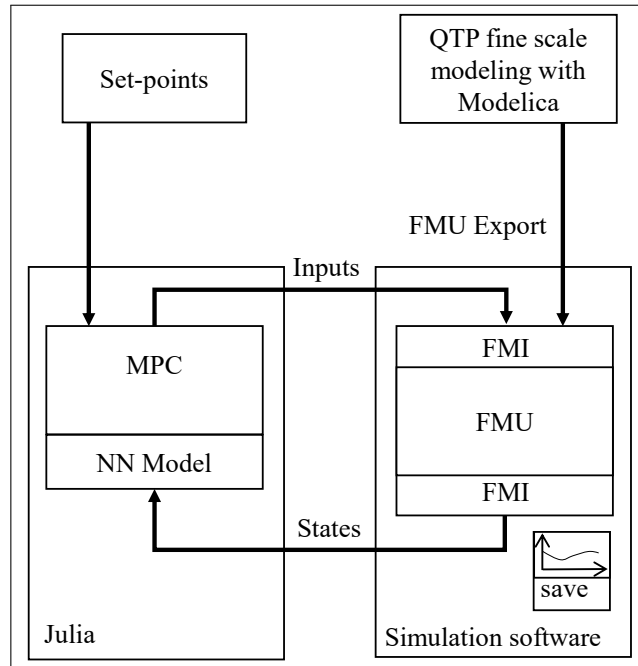 Set-points
QTP fine scale
modeling with
Modelica
FMU Export
Inputs
MPC
NN Model
FMI
FMU
FMI
States
save
Julia
Simulation software